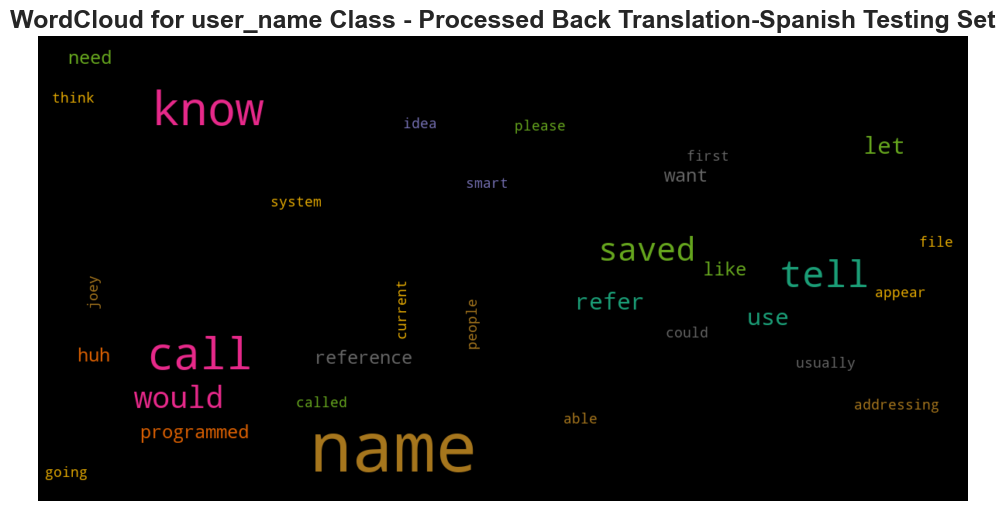 WordCloud for user_name Class - Processed Back Translation-Spanish Testing Set
need
think
know
idea
please
first
let
want
smart
system
saved
file
like
tell
appear
joey
current
people
refer
use
could
huh
call
reference
usually
would
called
addressing
able
programmed
name
going